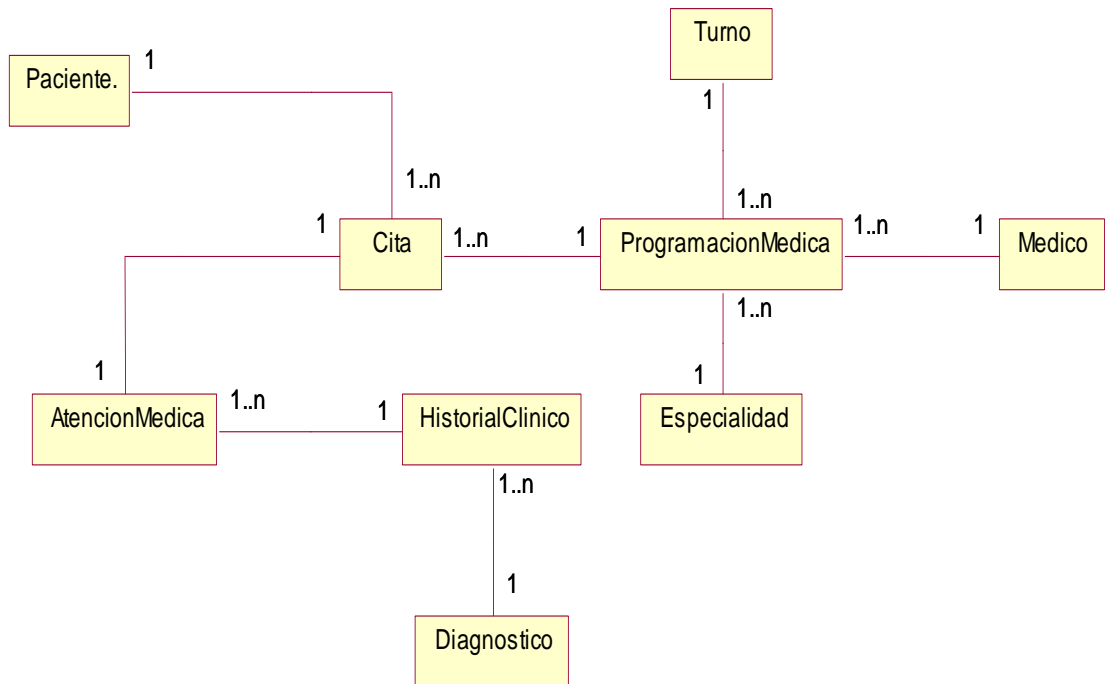 Turno
1
Paciente.
1
1..n
1..n
1
Cita
1..n
1
ProgramacionMedica
1..n
1
Medico
1..n
1
1
AtencionMedica
1..n
1
HistorialClinico
Especialidad
1..n
1
Diagnostico